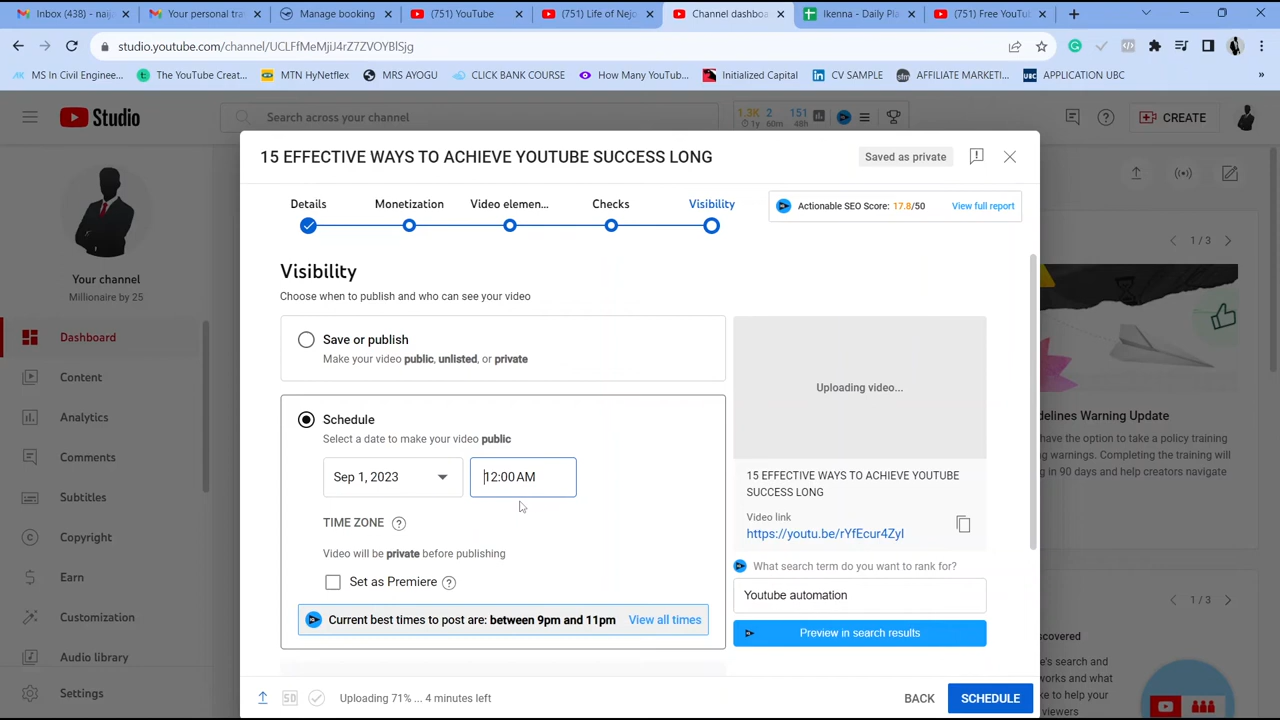 Inbox (438) - naij
Your personal tra
Manage booking
(751) YouTube
(751) Life of Nejo
Channel dashboa
Ikenna - Daily Pla
(751) Free YouTu
studio.youtube.com/channel/UCLFfMeMjiJ4rZ7ZVOYBlSjg
MS In Civil Enginee...
The YouTube Creat...
MTN HyNetflex
MRS AYOGU
CLICK BANK COURSE
How Many YouTub...
Initialized Capital
CV SAMPLE
AFFILIATE MARKETI...
APPLICATION UBC
Studio
Search across your channel
1.3K 2 151
1y 60m 48h
CREATE
15 EFFECTIVE WAYS TO ACHIEVE YOUTUBE SUCCESS LONG
Saved as private
Details
Monetization
Video elemen...
Checks
Visibility
Actionable SEO Score: 17.8/50 View full report
Your channel
Millionaire by 25
Dashboard
Content
Analytics
Comments
Subtitles
Copyright
Earn
Customization
Audio library
Settings
Visibility
Choose when to publish and who can see your video
Save or publish
Make your video public, unlisted, or private
Schedule
Select a date to make your video public
Sep 1, 2023
12:00 AM
TIME ZONE
Video will be private before publishing
Set as Premiere
Current best times to post are: between 9pm and 11pm View all times
Uploading video...
15 EFFECTIVE WAYS TO ACHIEVE YOUTUBE
SUCCESS LONG
Video link
https://youtu.be/rYfEcur4ZyI
What search term do you want to rank for?
Youtube automation
Preview in search results
Uploading 71% ... 4 minutes left
BACK
SCHEDULE
1 / 3
delines Warning Update
have the option to take a policy training
g warnings. Completing the training will
in 90 days and help creators navigate
1 / 3
scovered
e's search and
works and what
ke to help your
viewers